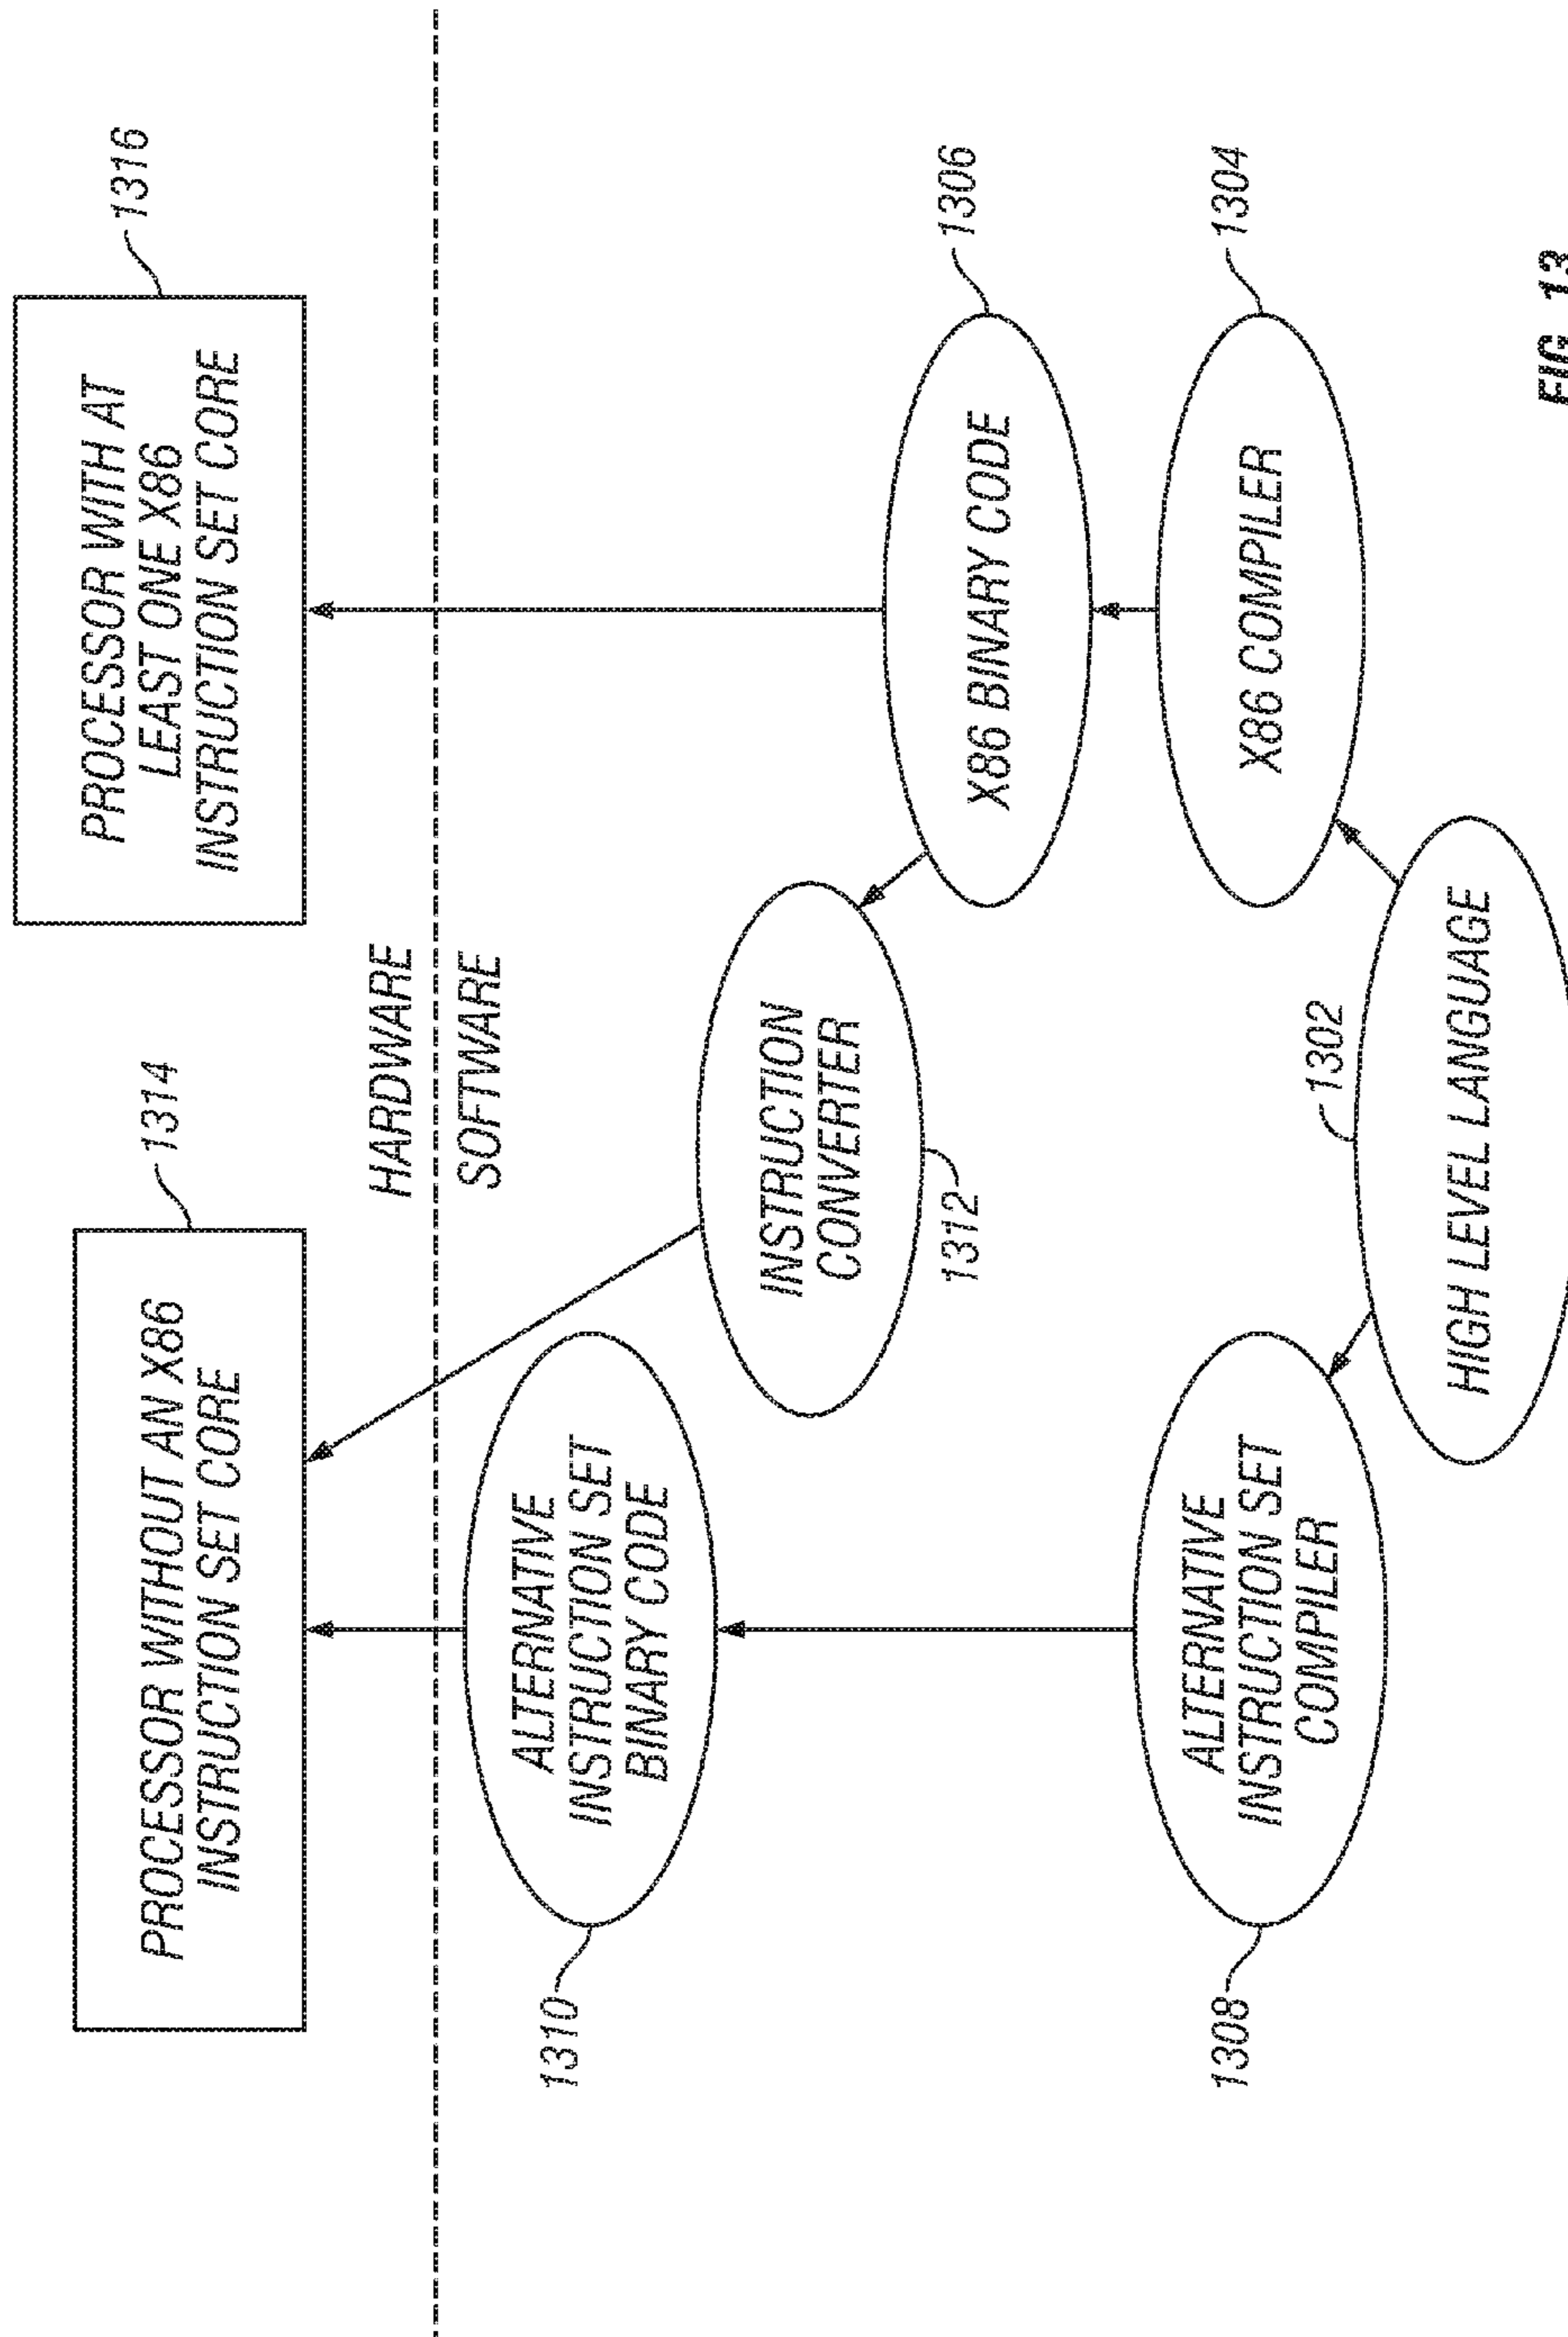 PROCESSOR WITHOUT AN X86
INSTRUCTION SET CORE
1314
PROCESSOR WITH AT
LEAST ONE X86
INSTRUCTION SET CORE
1316
HARDWARE
SOFTWARE
1310
ALTERNATIVE
INSTRUCTION SET
BINARY CODE
INSTRUCTION
CONVERTER
1312
X86 BINARY CODE
1306
1308
ALTERNATIVE
INSTRUCTION SET
COMPILER
X86 COMPILER
1304
1302
HIGH LEVEL LANGUAGE
FIG. 13